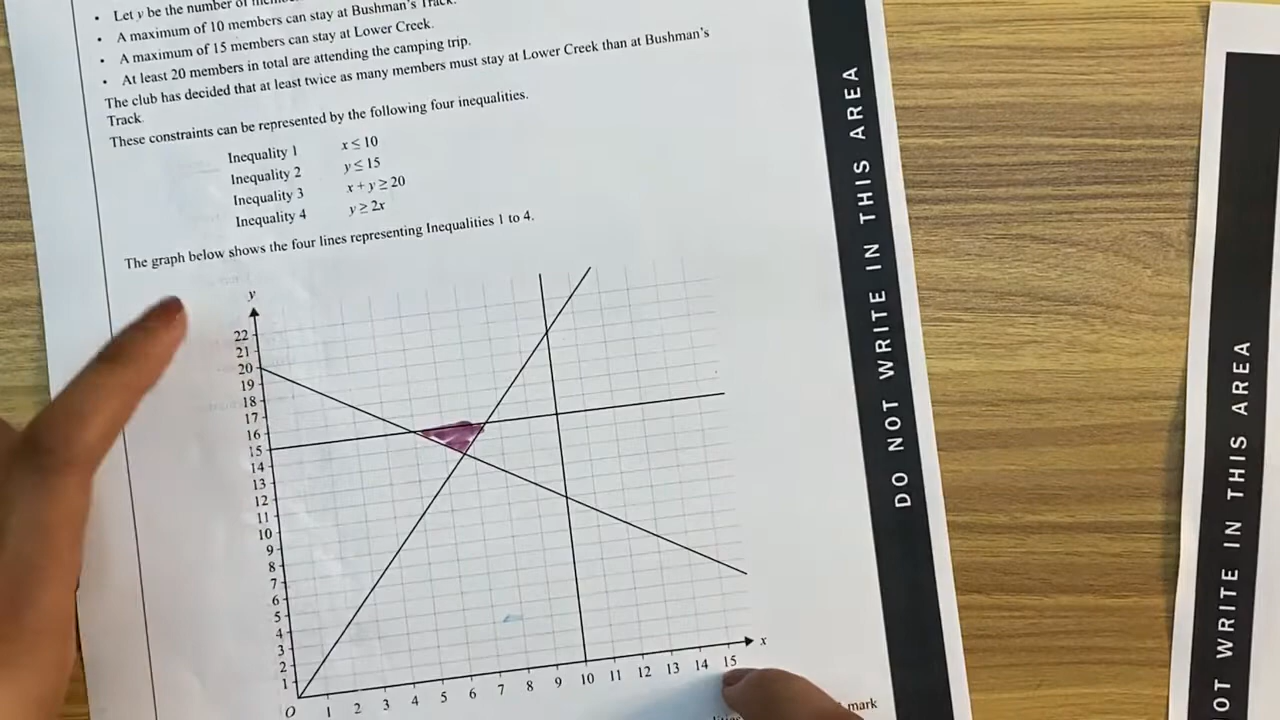 • Let y be the number of
• A maximum of 10 members can stay at Bushman's Track.
• A maximum of 15 members can stay at Lower Creek.
• At least 20 members in total are attending the camping trip.
The club has decided that at least twice as many members must stay at Lower Creek than at Bushman's
Track.
These constraints can be represented by the following four inequalities.
Inequality 1 x ≤ 10
Inequality 2 y ≤ 15
Inequality 3 x + y ≥ 20
Inequality 4 y ≥ 2x
The graph below shows the four lines representing Inequalities 1 to 4.
y
22
21
20
19
18
17
16
15
14
13
12
11
10
9
8
7
6
5
4
3
2
1
O 1 2 3 4 5 6 7 8 9 10 11 12 13 14 15 x
mark
DO NOT WRITE IN THIS AREA
OT WRITE IN THIS AREA